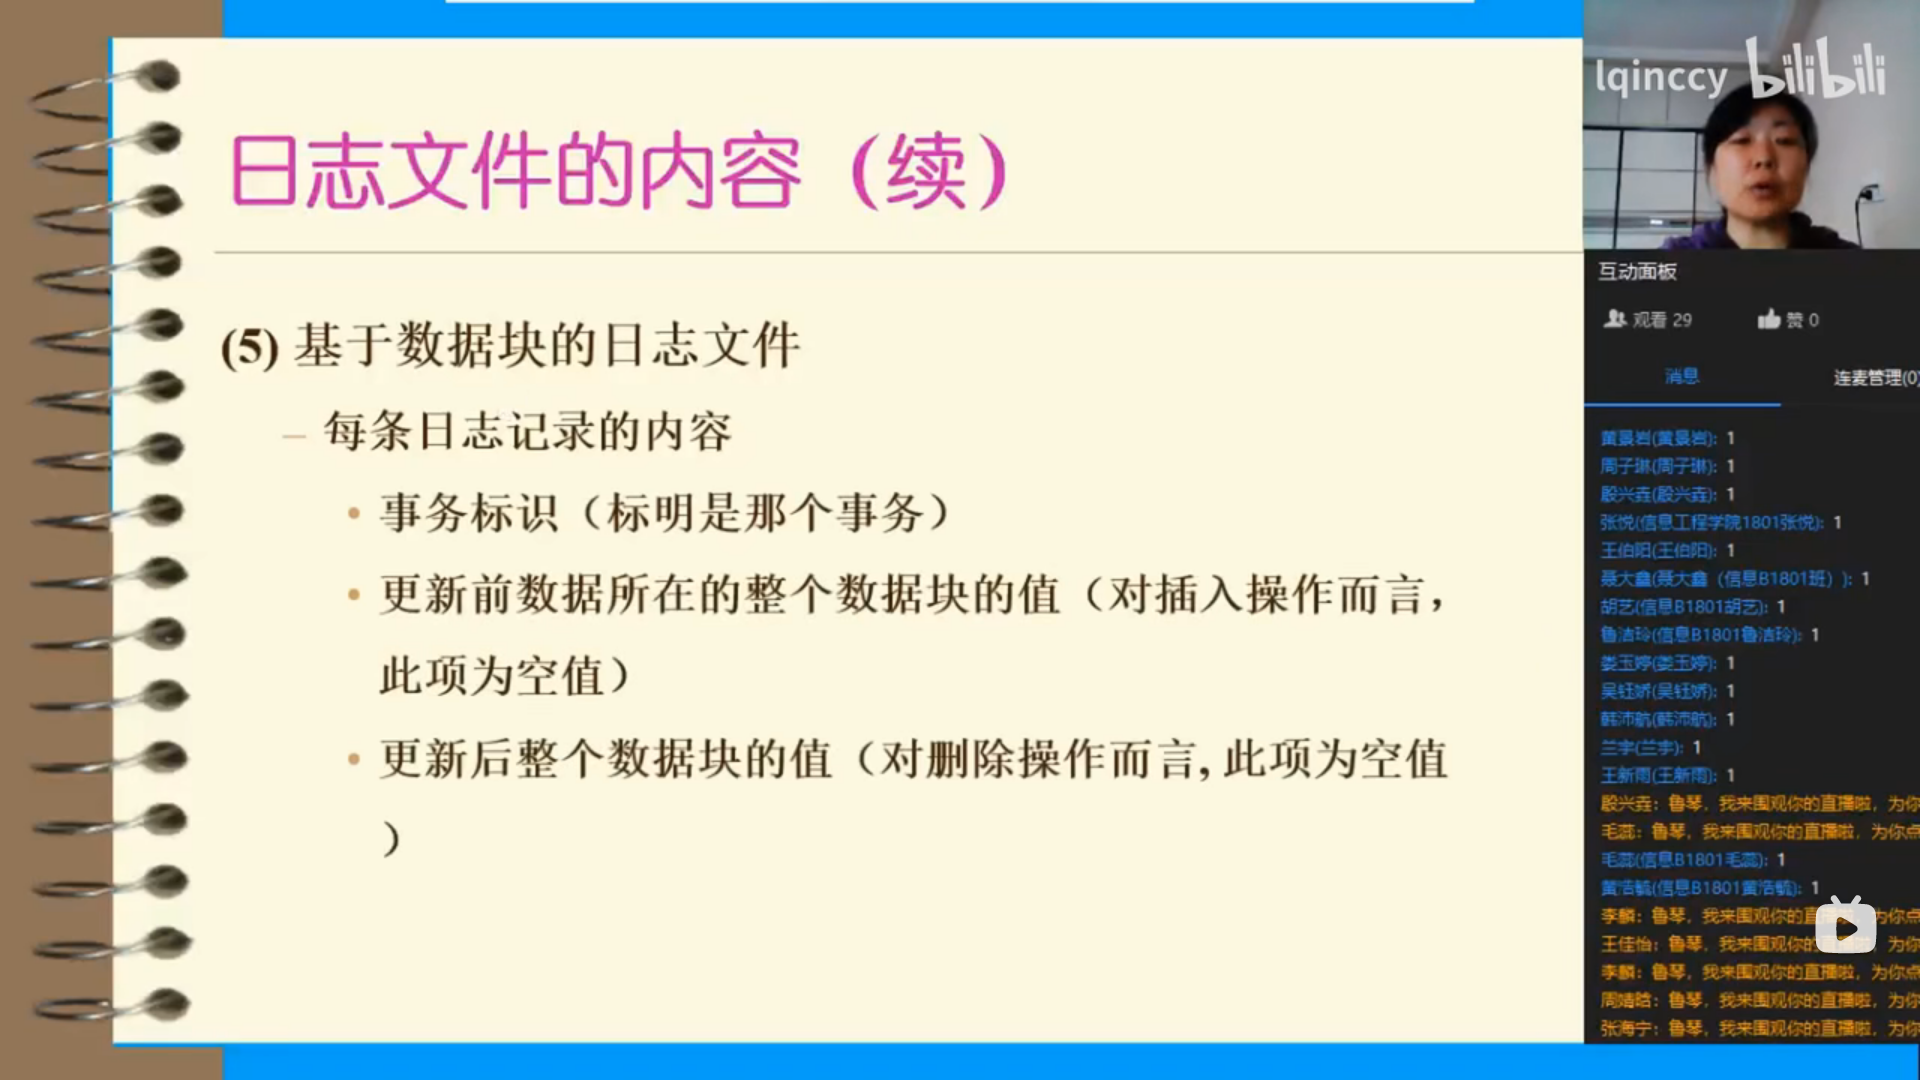 日志文件的内容（续）
(5) 基于数据块的日志文件
– 每条日志记录的内容
• 事务标识（标明是那个事务）
• 更新前数据所在的整个数据块的值（对插入操作而言，
此项为空值）
• 更新后整个数据块的值（对删除操作而言, 此项为空值
）
lqinccy bilibili
互动面板
观看 29 赞 0
消息 连麦管理(0)
黄景岩(黄景岩): 1
周子琳(周子琳): 1
殷兴垚(殷兴垚): 1
张悦(信息工程学院1801张悦): 1
王伯阳(王伯阳): 1
聂大鑫(聂大鑫（信息B1801班）): 1
胡艺(信息B1801胡艺): 1
鲁洁玲(信息B1801鲁洁玲): 1
娄玉婷(娄玉婷): 1
吴钰娇(吴钰娇): 1
韩沛航(韩沛航): 1
兰宇(兰宇): 1
王新雨(王新雨): 1
殷兴垚: 鲁琴，我来围观你的直播啦，为你
毛蕊: 鲁琴，我来围观你的直播啦，为你点
毛蕊(信息B1801毛蕊): 1
黄浩毓(信息B1801黄浩毓): 1
李麟: 鲁琴，我来围观你的直播啦，为你点
王佳怡: 鲁琴，我来围观你的直播啦，为你
李麟: 鲁琴，我来围观你的直播啦，为你点
周婧晗: 鲁琴，我来围观你的直播啦，为你
张海宁: 鲁琴，我来围观你的直播啦，为你